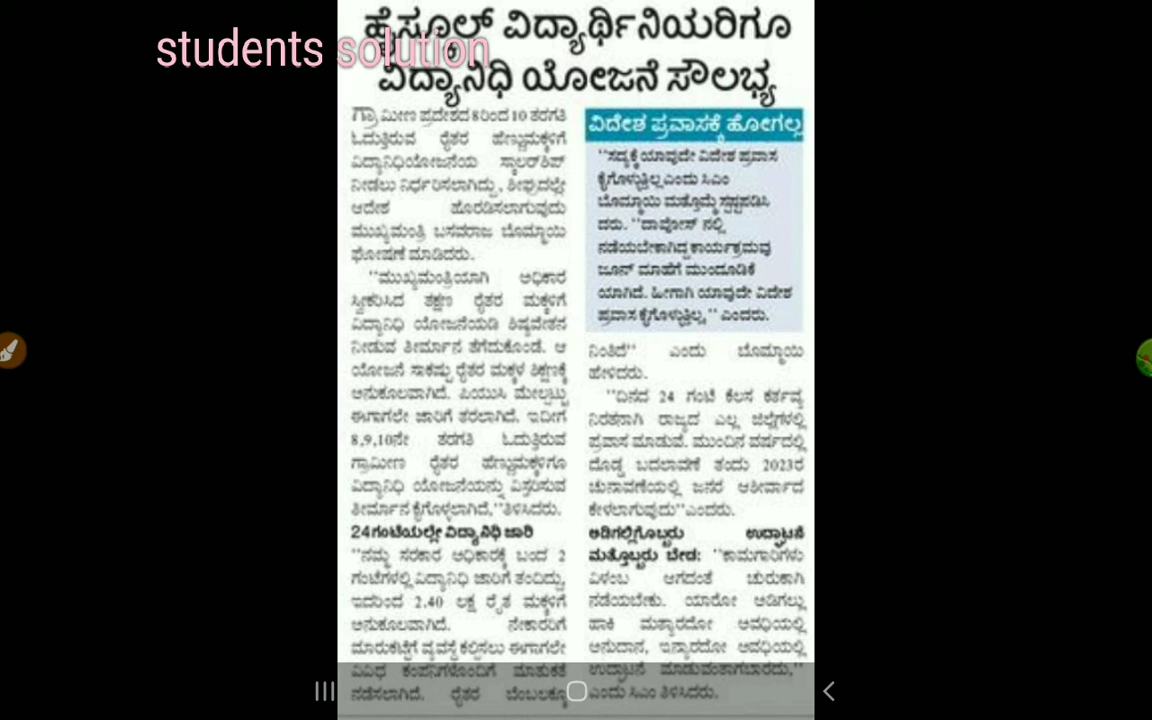 students solution
ಹೈಸ್ಕೂಲ್ ವಿದ್ಯಾರ್ಥಿನಿಯರಿಗೂ
ವಿದ್ಯಾನಿಧಿ ಯೋಜನೆ ಸೌಲಭ್ಯ
ಗ್ರಾಮೀಣ ಪ್ರದೇಶದ 8ರಿಂದ 10 ತರಗತಿ
ಓದುತ್ತಿರುವ ರೈತರ ಹೆಣ್ಣುಮಕ್ಕಳಿಗೆ
ವಿದ್ಯಾನಿಧಿಯೋಜನೆಯ ಸ್ಕಾಲರ್‌ಶಿಪ್
ನೀಡಲು ನಿರ್ಧರಿಸಲಾಗಿದ್ದು, ಶೀಘ್ರದಲ್ಲೇ
ಆದೇಶ ಹೊರಡಿಸಲಾಗುವುದು
ಮುಖ್ಯಮಂತ್ರಿ ಬಸವರಾಜ ಬೊಮ್ಮಾಯಿ
ಘೋಷಣೆ ಮಾಡಿದರು.
''ಮುಖ್ಯಮಂತ್ರಿಯಾಗಿ ಅಧಿಕಾರ
ಸ್ವೀಕರಿಸಿದ ತಕ್ಷಣ ರೈತರ ಮಕ್ಕಳಿಗೆ
ವಿದ್ಯಾನಿಧಿ ಯೋಜನೆಯಡಿ ಶಿಷ್ಯವೇತನ
ನೀಡುವ ತೀರ್ಮಾನ ತೆಗೆದುಕೊಂಡೆ. ಆ
ಯೋಜನೆ ಸಾಕಷ್ಟು ರೈತರ ಮಕ್ಕಳ ಶಿಕ್ಷಣಕ್ಕೆ
ಅನುಕೂಲವಾಗಿದೆ. ಪಿಯುಸಿ ಮೇಲ್ಪಟ್ಟು
ಈಗಾಗಲೇ ಜಾರಿಗೆ ತರಲಾಗಿದೆ. ಇದೀಗ
8,9,10ನೇ ತರಗತಿ ಓದುತ್ತಿರುವ
ಗ್ರಾಮೀಣ ರೈತರ ಹೆಣ್ಣುಮಕ್ಕಳಿಗೂ
ವಿದ್ಯಾನಿಧಿ ಯೋಜನೆಯನ್ನು ವಿಸ್ತರಿಸುವ
ತೀರ್ಮಾನ ಕೈಗೊಳ್ಳಲಾಗಿದೆ,''ತಿಳಿಸಿದರು.
24ಗಂಟೆಯಲ್ಲೇ ವಿದ್ಯಾನಿಧಿ ಜಾರಿ
''ನಮ್ಮ ಸರಕಾರ ಅಧಿಕಾರಕ್ಕೆ ಬಂದ 2
ಗಂಟೆಗಳಲ್ಲಿ ವಿದ್ಯಾನಿಧಿ ಜಾರಿಗೆ ತಂದಿದ್ದು,
ಇದರಿಂದ 2.40 ಲಕ್ಷ ರೈತ ಮಕ್ಕಳಿಗೆ
ಅನುಕೂಲವಾಗಿದೆ. ನೇಕಾರರಿಗೆ
ಮಾರುಕಟ್ಟೆಗೆ ವ್ಯವಸ್ಥೆ ಕಲ್ಪಿಸಲು ಈಗಾಗಲೇ
ವಿವಿಧ ಕಂಪನಿಗಳೊಂದಿಗೆ ಮಾತುಕತೆ
ನಡೆಸಲಾಗಿದೆ. ರೈತರ ಬೆಂಬಲಕ್ಕೂ
ವಿದೇಶ ಪ್ರವಾಸಕ್ಕೆ ಹೋಗಲ್ಲ
''ಸದ್ಯಕ್ಕೆ ಯಾವುದೇ ವಿದೇಶ ಪ್ರವಾಸ
ಕೈಗೊಳ್ಳುತ್ತಿಲ್ಲ ಎಂದು ಸಿಎಂ
ಬೊಮ್ಮಾಯಿ ಮತ್ತೊಮ್ಮೆ ಸ್ಪಷ್ಟಪಡಿಸಿ
ದರು. ''ದಾವೋಸ್ ನಲ್ಲಿ
ನಡೆಯಬೇಕಾಗಿದ್ದ ಕಾರ್ಯಕ್ರಮವು
ಜೂನ್ ಮಾಹೆಗೆ ಮುಂದೂಡಿಕೆ
ಯಾಗಿದೆ. ಹೀಗಾಗಿ ಯಾವುದೇ ವಿದೇಶ
ಪ್ರವಾಸ ಕೈಗೊಳ್ಳುತ್ತಿಲ್ಲ,'' ಎಂದರು.
ನಿಂತಿದೆ'' ಎಂದು ಬೊಮ್ಮಾಯಿ
ಹೇಳಿದರು.
''ದಿನದ 24 ಗಂಟೆ ಕೆಲಸ ಕರ್ತವ್ಯ
ನಿರತನಾಗಿ ರಾಜ್ಯದ ಎಲ್ಲ ಜಿಲ್ಲೆಗಳಲ್ಲಿ
ಪ್ರವಾಸ ಮಾಡುವೆ. ಮುಂದಿನ ವರ್ಷದಲ್ಲಿ
ದೊಡ್ಡ ಬದಲಾವಣೆ ತಂದು 2023ರ
ಚುನಾವಣೆಯಲ್ಲಿ ಜನರ ಆಶೀರ್ವಾದ
ಕೇಳಲಾಗುವುದು''ಎಂದರು.
ಅಡಿಗಲ್ಲಿಗೊಬ್ಬರು ಉದ್ಘಾಟನೆ
ಮತ್ತೊಬ್ಬರು ಬೇಡ: ''ಕಾಮಗಾರಿಗಳು
ವಿಳಂಬ ಆಗದಂತೆ ಚುರುಕಾಗಿ
ನಡೆಯಬೇಕು. ಯಾರೋ ಅಡಿಗಲ್ಲು
ಹಾಕಿ ಮತ್ಯಾರದೋ ಅವಧಿಯಲ್ಲಿ
ಅನುದಾನ, ಇನ್ಯಾರದೋ ಅವಧಿಯಲ್ಲಿ
ಉದ್ಘಾಟನೆ ಮಾಡುವಂತಾಗಬಾರದು,''
ಎಂದು ಸಿಎಂ ತಿಳಿಸಿದರು.